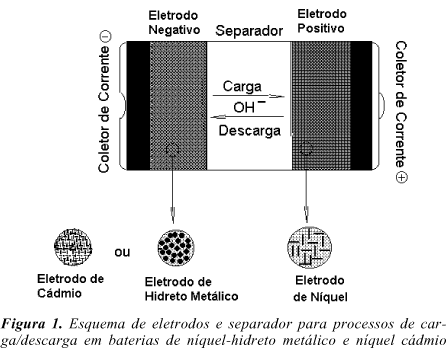 Eletrodo
Negativo
Separador
Eletrodo
Positivo
Coletor de Corrente ⊖
Carga
OH⁻
Descarga
Coletor de Corrente ⊕
Eletrodo de
Cádmio
ou
Eletrodo de
Hidreto Metálico
Eletrodo
de Níquel
Figura 1. Esquema de eletrodos e separador para processos de car-
ga/descarga em baterias de níquel-hidreto metálico e níquel cádmio